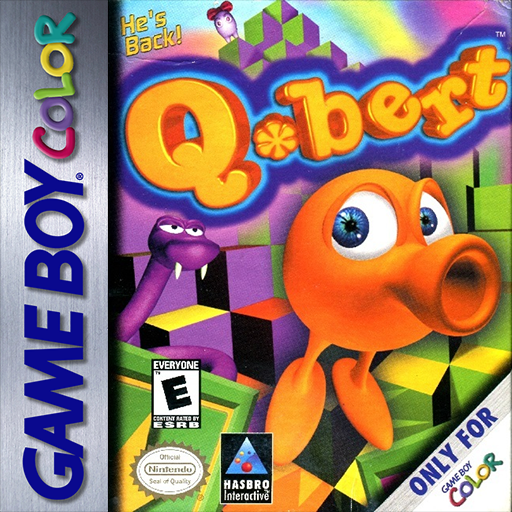 GAME BOY COLOR
®
He's
Back!
Q*bert
™
EVERYONE
E
CONTENT RATED BY
ESRB
Official
Nintendo
Seal of Quality
HASBRO
Interactive™
ONLY FOR
GAME BOY
COLOR